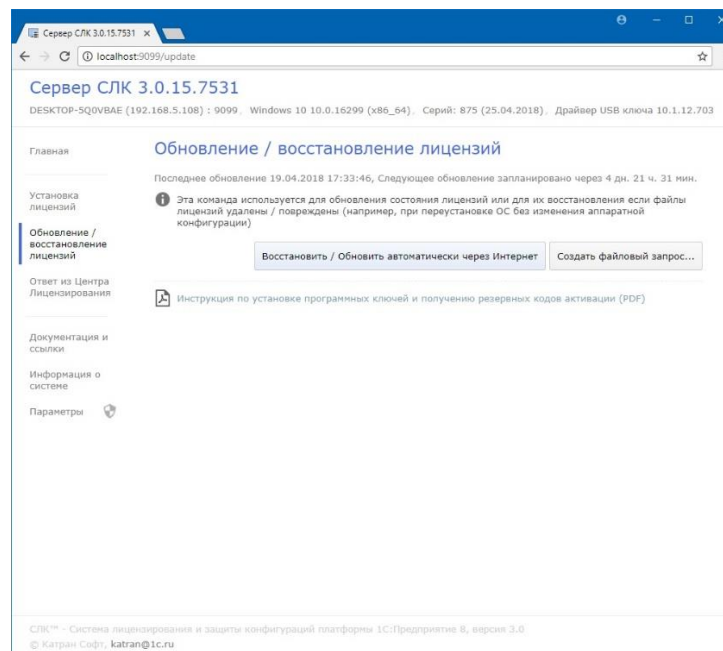 Сервер СЛК 3.0.15.7531
localhost:9099/update
Сервер СЛК 3.0.15.7531
DESKTOP-5Q0VBAE (192.168.5.108) : 9099, Windows 10 10.0.16299 (x86_64), Серий: 875 (25.04.2018), Драйвер USB ключа 10.1.12.703
Главная
Установка
лицензий
Обновление /
восстановление
лицензий
Ответ из Центра
Лицензирования
Документация и
ссылки
Информация о
системе
Параметры
Обновление / восстановление лицензий
Последнее обновление 19.04.2018 17:33:46, Следующее обновление запланировано через 4 дн. 21 ч. 31 мин.
Эта команда используется для обновления состояния лицензий или для их восстановления если файлы
лицензий удалены / повреждены (например, при переустановке ОС без изменения аппаратной
конфигурации)
Восстановить / Обновить автоматически через Интернет
Создать файловый запрос...
Инструкция по установке программных ключей и получению резервных кодов активации (PDF)
СЛК™ - Система лицензирования и защиты конфигураций платформы 1С:Предприятие 8, версия 3.0
© Катран Софт, katran@1c.ru